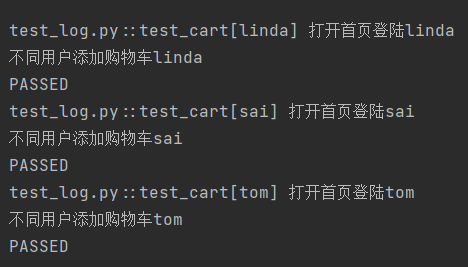 test_log.py::test_cart[linda] 打开首页登陆linda
不同用户添加购物车linda
PASSED
test_log.py::test_cart[sai] 打开首页登陆sai
不同用户添加购物车sai
PASSED
test_log.py::test_cart[tom] 打开首页登陆tom
不同用户添加购物车tom
PASSED